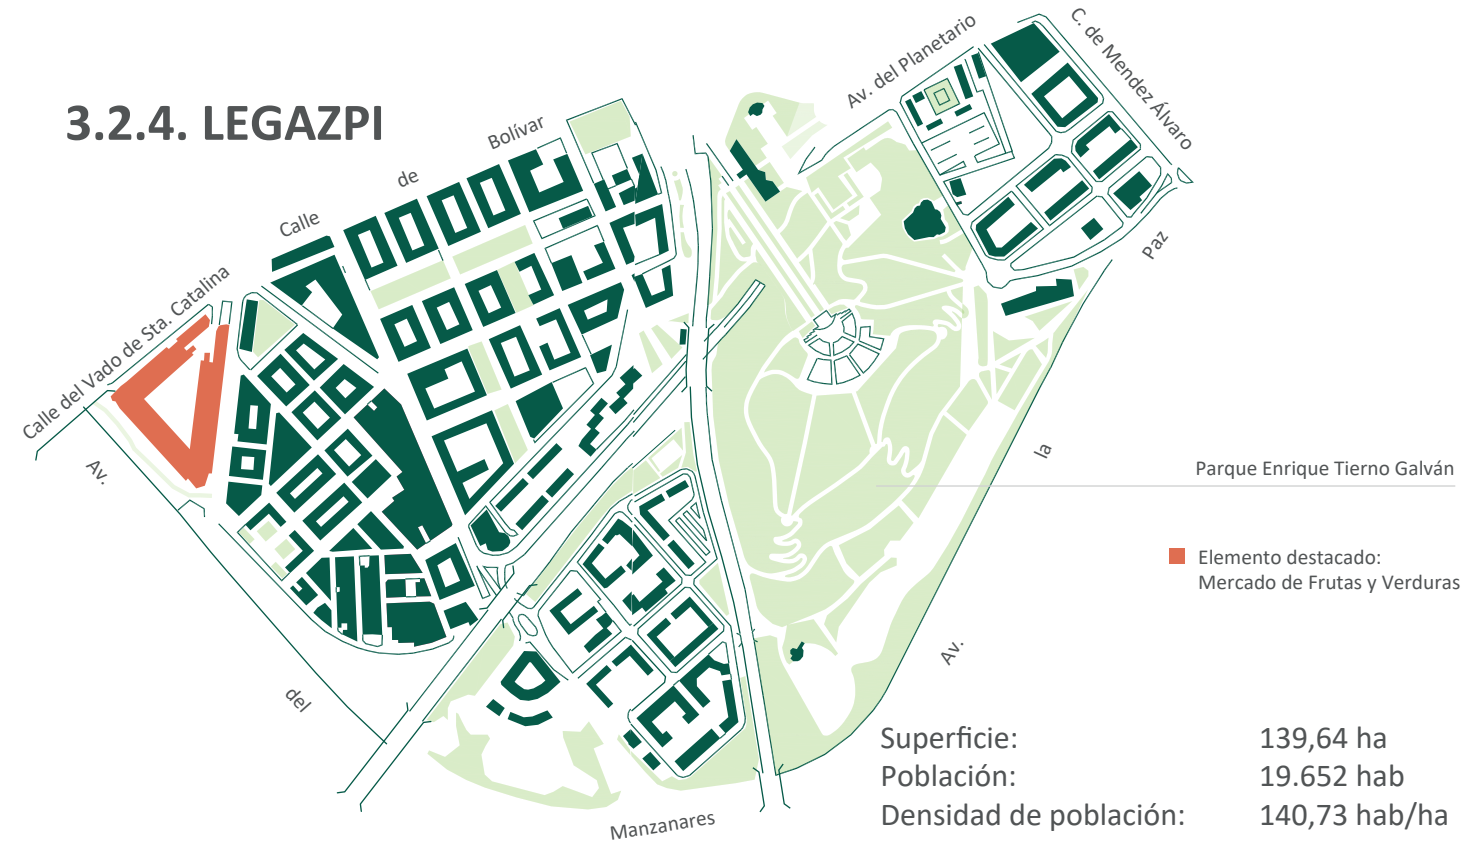 3.2.4. LEGAZPI
Calle del Vado de Sta. Catalina
Calle de Bolívar
Av. del Planetario
C. de Mendez Álvaro
Av. de la Paz
Av. del Manzanares
Parque Enrique Tierno Galván
Elemento destacado:
Mercado de Frutas y Verduras
Superficie: 139,64 ha
Población: 19.652 hab
Densidad de población: 140,73 hab/ha